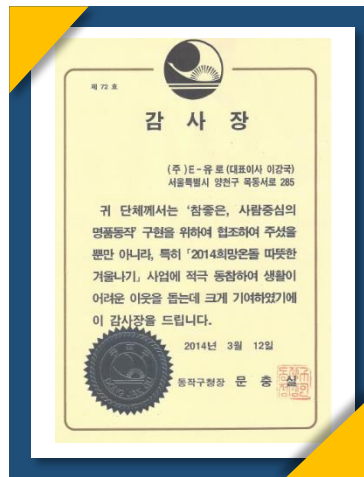 제 72 호
감 사 장
(주)E-유로(대표이사 이강국)
서울특별시 양천구 목동서로 285
귀 단체께서는 '참좋은, 사람중심의
명품동작' 구현을 위하여 협조하여 주셨을
뿐만 아니라, 특히 「2014희망온돌 따뜻한
겨울나기」 사업에 적극 동참하여 생활이
어려운 이웃을 돕는데 크게 기여하였기에
이 감사장을 드립니다.
2014년 3월 12일
동작구청장 문 충 실